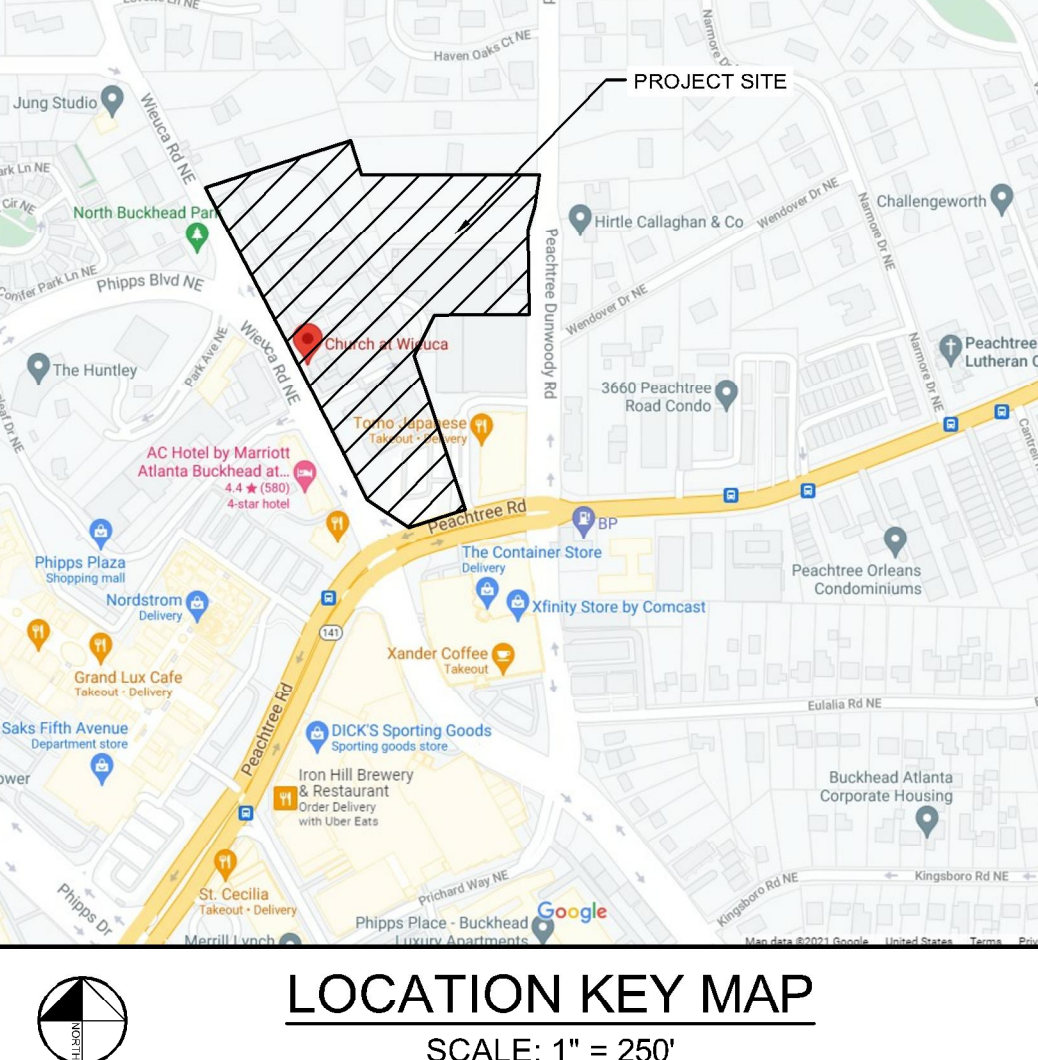 Haven Oaks Ct NE
PROJECT SITE
Jung Studio
Wieuca Rd NE
Cir NE
North Buckhead Par
Hirtle Callaghan & Co
Wendover Dr NE
Challengeworth
Narmore Dr NE
Conifer Park Ln NE
Phipps Blvd NE
Peachtree Dunwoody Rd
Wendover Dr NE
Wieuca Rd NE
Park Ave NE
Church at Wieuca
The Huntley
Narmore Dr NE
Peachtree
Lutheran C
3660 Peachtree
Road Condo
Tomo Japanese
Takeout • Delivery
AC Hotel by Marriott
Atlanta Buckhead at...
4.4 ★ (580)
4-star hotel
Peachtree Rd
BP
Phipps Plaza
Shopping mall
The Container Store
Delivery
Peachtree Orleans
Condominiums
Nordstrom
Delivery
Xfinity Store by Comcast
141
Xander Coffee
Takeout
Grand Lux Cafe
Takeout • Delivery
Peachtree Rd
Eulalia Rd NE
Saks Fifth Avenue
Department store
DICK'S Sporting Goods
Sporting goods store
Iron Hill Brewery
& Restaurant
Order Delivery
with Uber Eats
Buckhead Atlanta
Corporate Housing
St. Cecilia
Takeout • Delivery
Phipps Dr
Prichard Way NE
Kingsboro Rd NE
Kingsboro Rd NE
Google
Phipps Place - Buckhead
Luxury Apartments
Merrill Lynch
Map data ©2021 Google United States Terms Priv
NORTH
LOCATION KEY MAP
SCALE: 1" = 250'